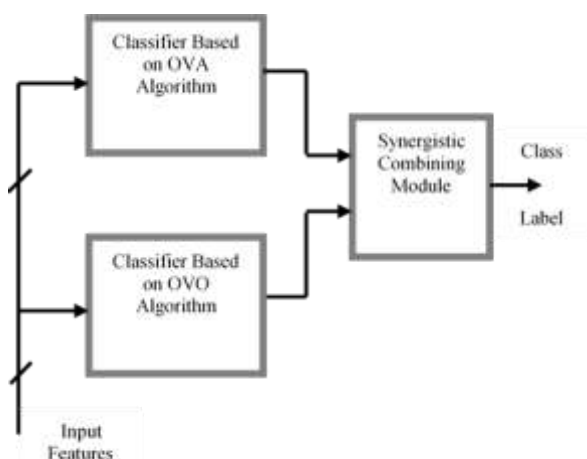 Classifier Based
on OVA
Algorithm
Synergistic
Combining
Module
Class
Label
Classifier Based
on OVO
Algorithm
Input
Features